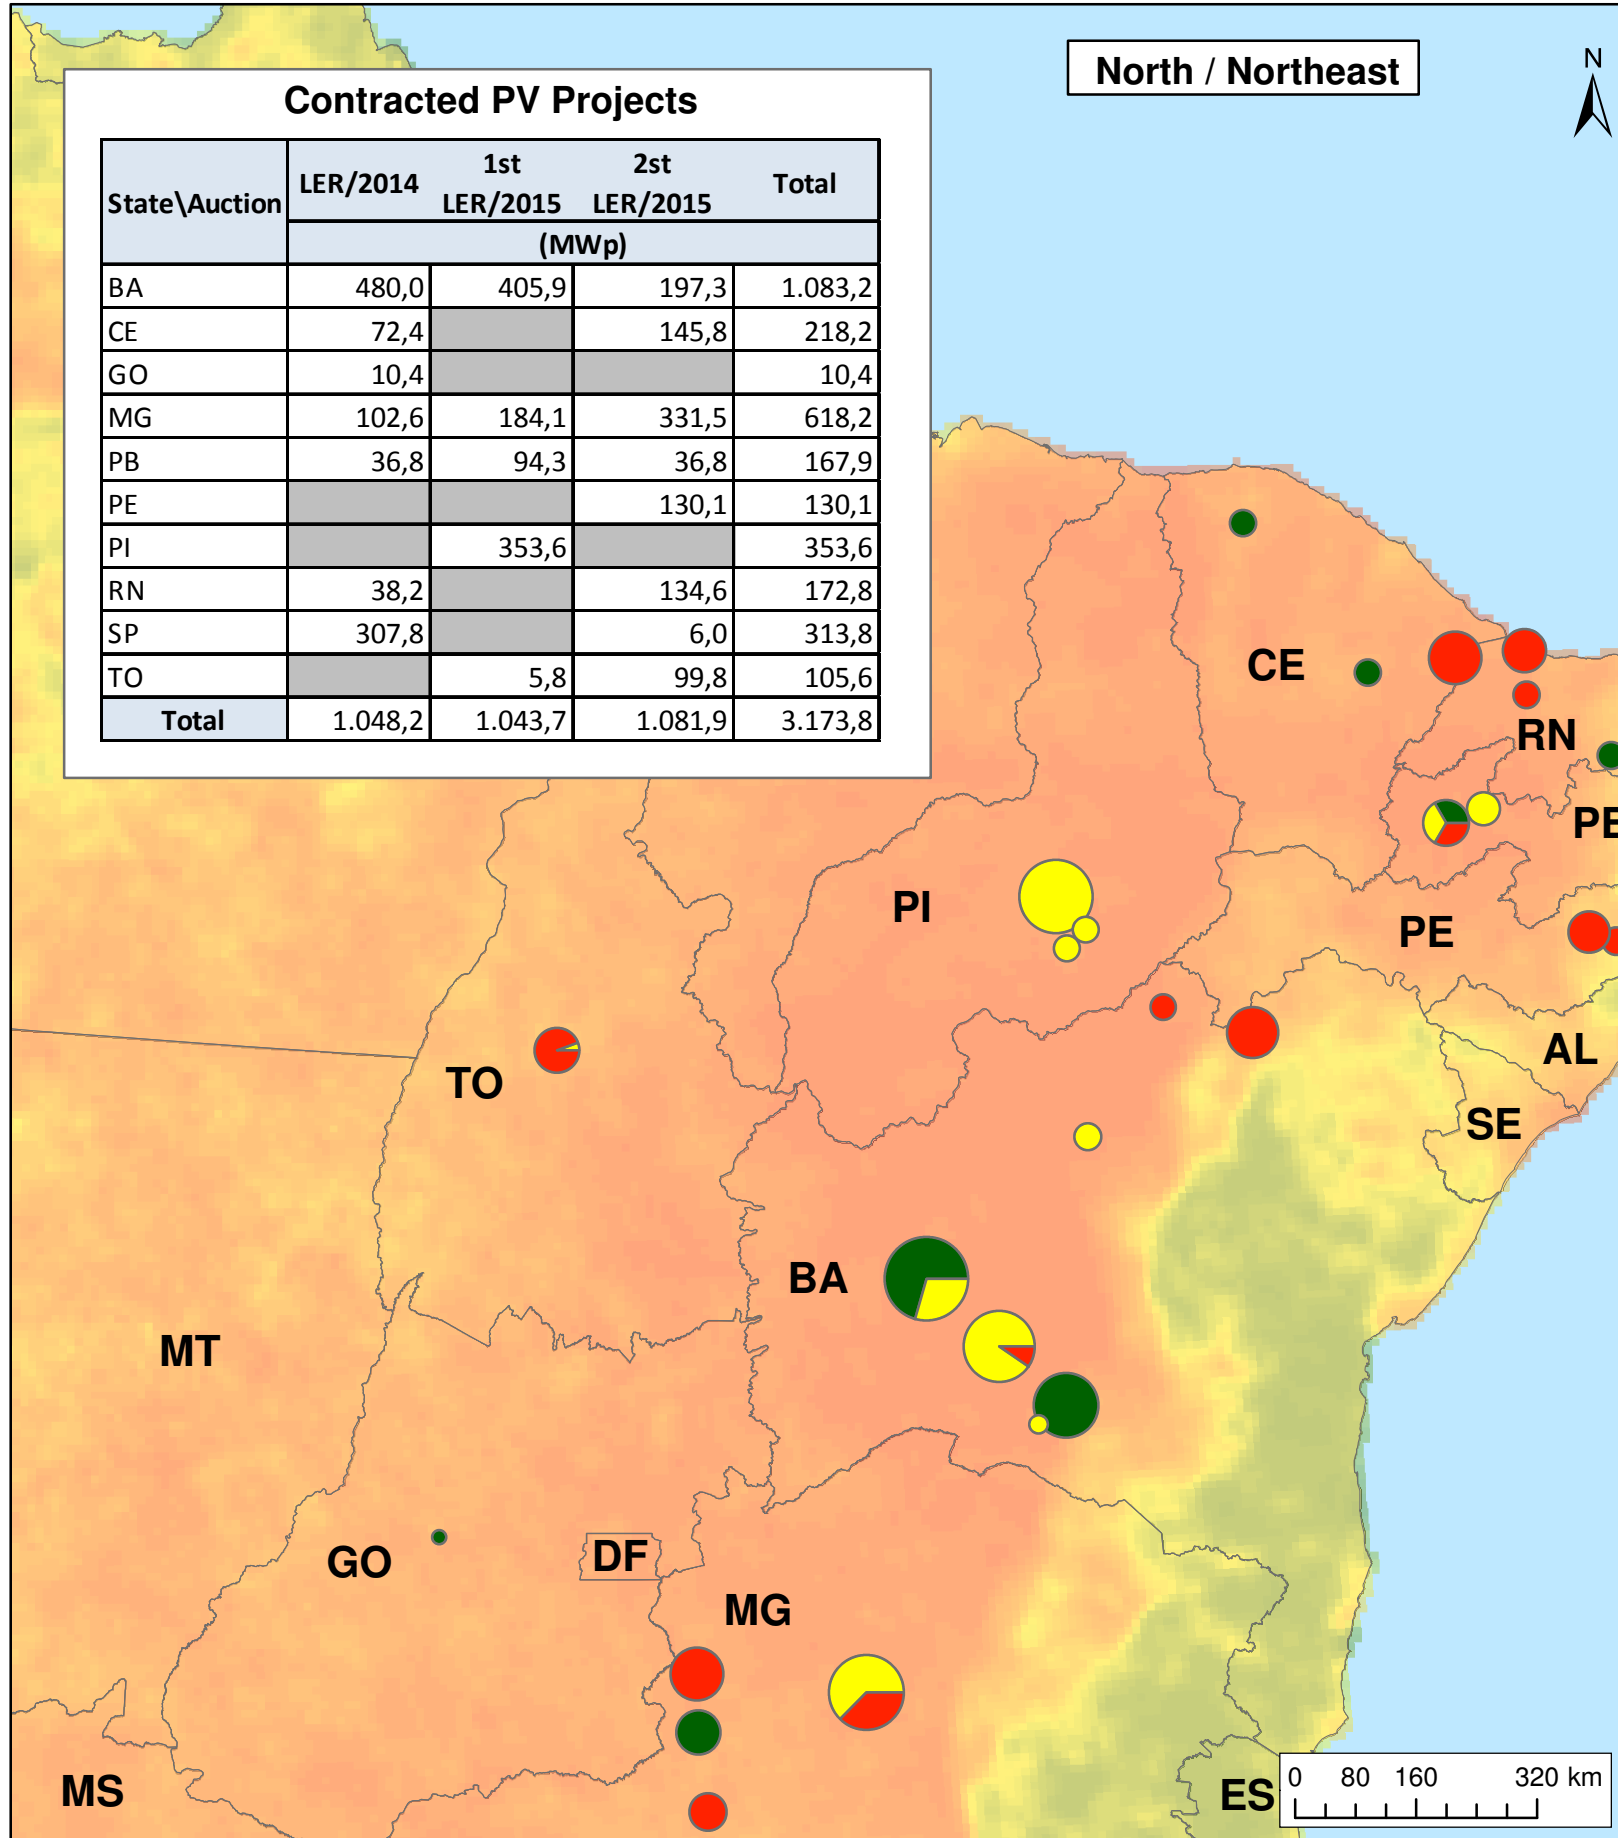 North / Northeast
N
Contracted PV Projects
State\Auction LER/2014 1st LER/2015 2st LER/2015 Total
(MWp)
BA 480,0 405,9 197,3 1.083,2
CE 72,4 145,8 218,2
GO 10,4 10,4
MG 102,6 184,1 331,5 618,2
PB 36,8 94,3 36,8 167,9
PE 130,1 130,1
PI 353,6 353,6
RN 38,2 134,6 172,8
SP 307,8 6,0 313,8
TO 5,8 99,8 105,6
Total 1.048,2 1.043,7 1.081,9 3.173,8
CE
RN
PI
PE
AL
TO
SE
BA
MT
GO
DF
MG
MS
ES
0 80 160 320 km